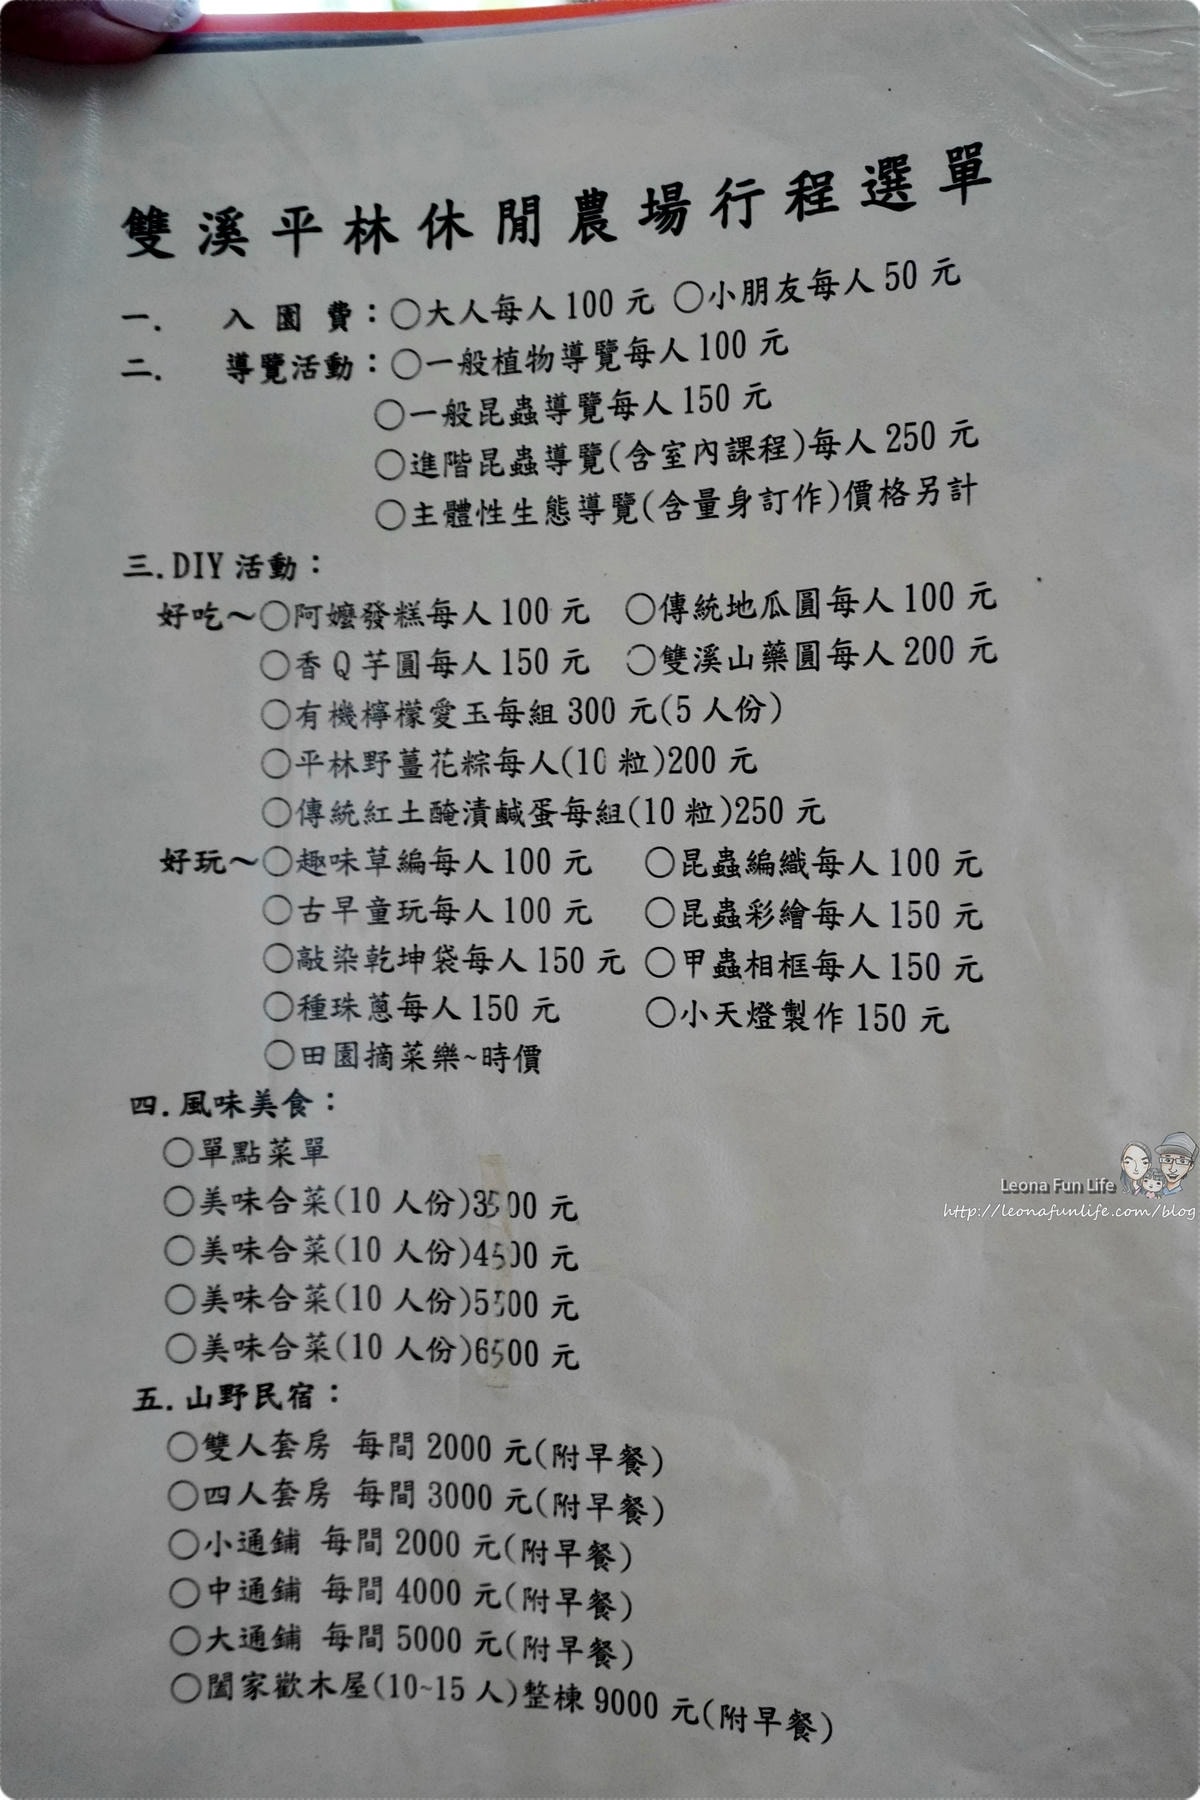 雙溪平林休閒農場行程選單
一. 入園費：○大人每人100元 ○小朋友每人50元
二. 導覽活動：○一般植物導覽每人100元
○一般昆蟲導覽每人150元
○進階昆蟲導覽(含室內課程)每人250元
○主體性生態導覽(含量身訂作)價格另計
三.DIY活動：
好吃～○阿嬤發糕每人100元 ○傳統地瓜圓每人100元
○香Q芋圓每人150元 ○雙溪山藥圓每人200元
○有機檸檬愛玉每組300元(5人份)
○平林野薑花粽每人(10粒)200元
○傳統紅土醃漬鹹蛋每組(10粒)250元
好玩～○趣味草編每人100元 ○昆蟲編織每人100元
○古早童玩每人100元 ○昆蟲彩繪每人150元
○敲染乾坤袋每人150元 ○甲蟲相框每人150元
○種珠蔥每人150元 ○小天燈製作150元
○田園摘菜樂~時價
四.風味美食：
○單點菜單
○美味合菜(10人份)3500元
○美味合菜(10人份)4500元
○美味合菜(10人份)5500元
○美味合菜(10人份)6500元
五.山野民宿：
○雙人套房 每間2000元(附早餐)
○四人套房 每間3000元(附早餐)
○小通鋪 每間2000元(附早餐)
○中通鋪 每間4000元(附早餐)
○大通鋪 每間5000元(附早餐)
○闔家歡木屋(10~15人)整棟9000元(附早餐)
Leona Fun Life
http://leonafunlife.com/blog